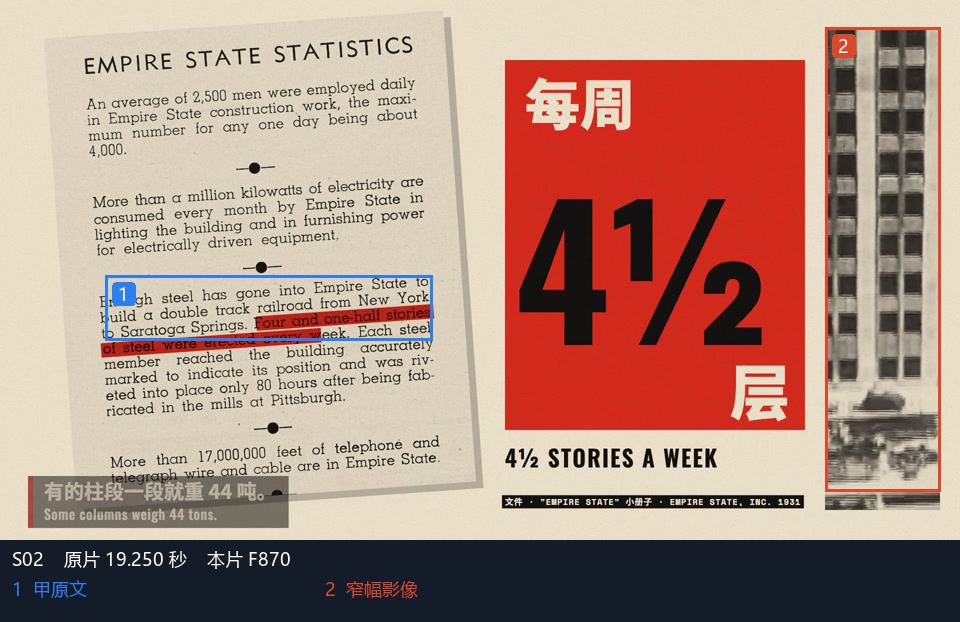 EMPIRE STATE STATISTICS
An average of 2,500 men were employed daily
in Empire State construction work, the maxi-
mum number for any one day being about
4,000.
More than a million kilowatts of electricity are
consumed every month by Empire State in
lighting the building and in furnishing power
for electrically driven equipment.
1
steel has gone into Empire State to
build a double track railroad from New York
to Saratoga Springs. Four and one-half stories
of steel were erected every week. Each steel
member reached the building accurately
marked to indicate its position and was riv-
eted into place only 80 hours after being fab-
ricated in the mills at Pittsburgh.
More than 17,000,000 feet of telephone and
telegraph wire and cable are in Empire State.
有的柱段一段就重 44 吨。
Some columns weigh 44 tons.
每周
4½
层
4½ STORIES A WEEK
文件 · "EMPIRE STATE" 小册子 · EMPIRE STATE, INC. 1931
2
S02 原片 19.250 秒 本片 F870
1 甲原文
2 窄幅影像